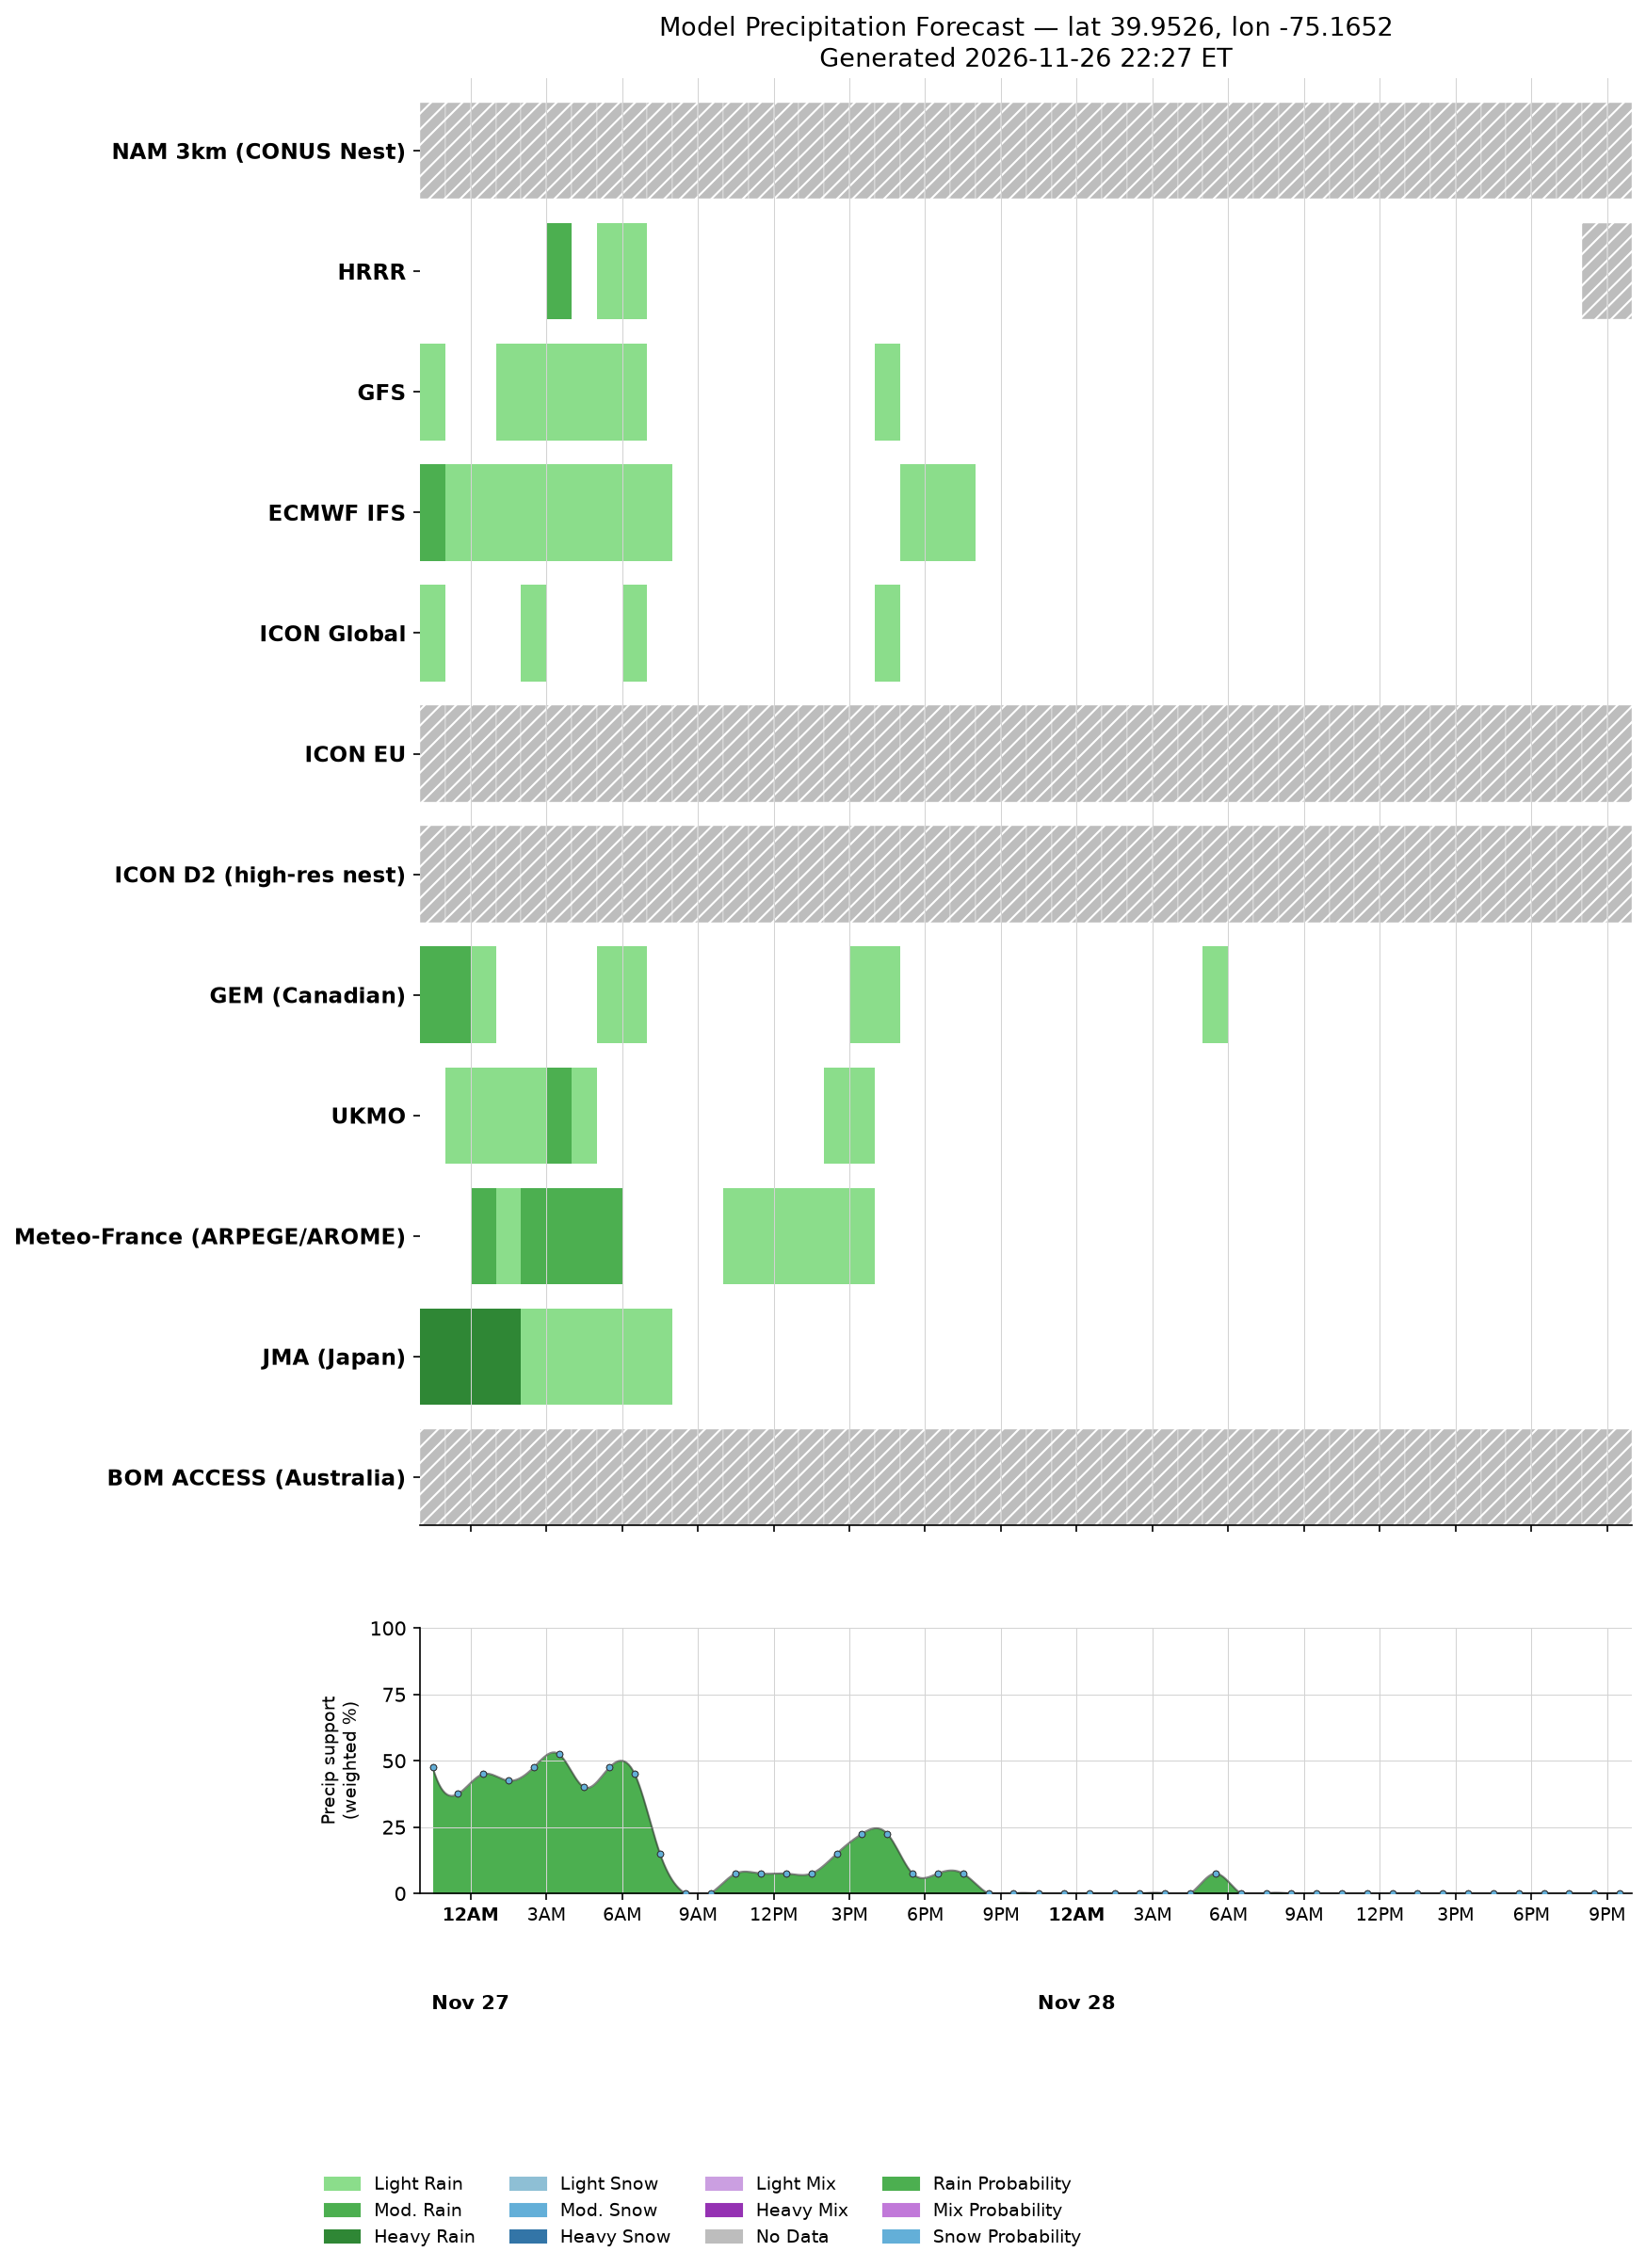 Model Precipitation Forecast — lat 39.9526, lon -75.1652
Generated 2026-11-26 22:27 ET
NAM 3km (CONUS Nest)
HRRR
GFS
ECMWF IFS
ICON Global
ICON EU
ICON D2 (high-res nest)
GEM (Canadian)
UKMO
Meteo-France (ARPEGE/AROME)
JMA (Japan)
BOM ACCESS (Australia)
Precip support
(weighted %)
100
75
50
25
0
12AM 3AM 6AM 9AM 12PM 3PM 6PM 9PM 12AM 3AM 6AM 9AM 12PM 3PM 6PM 9PM
Nov 27 Nov 28
Light Rain Light Snow Light Mix Rain Probability
Mod. Rain Mod. Snow Heavy Mix Mix Probability
Heavy Rain Heavy Snow No Data Snow Probability